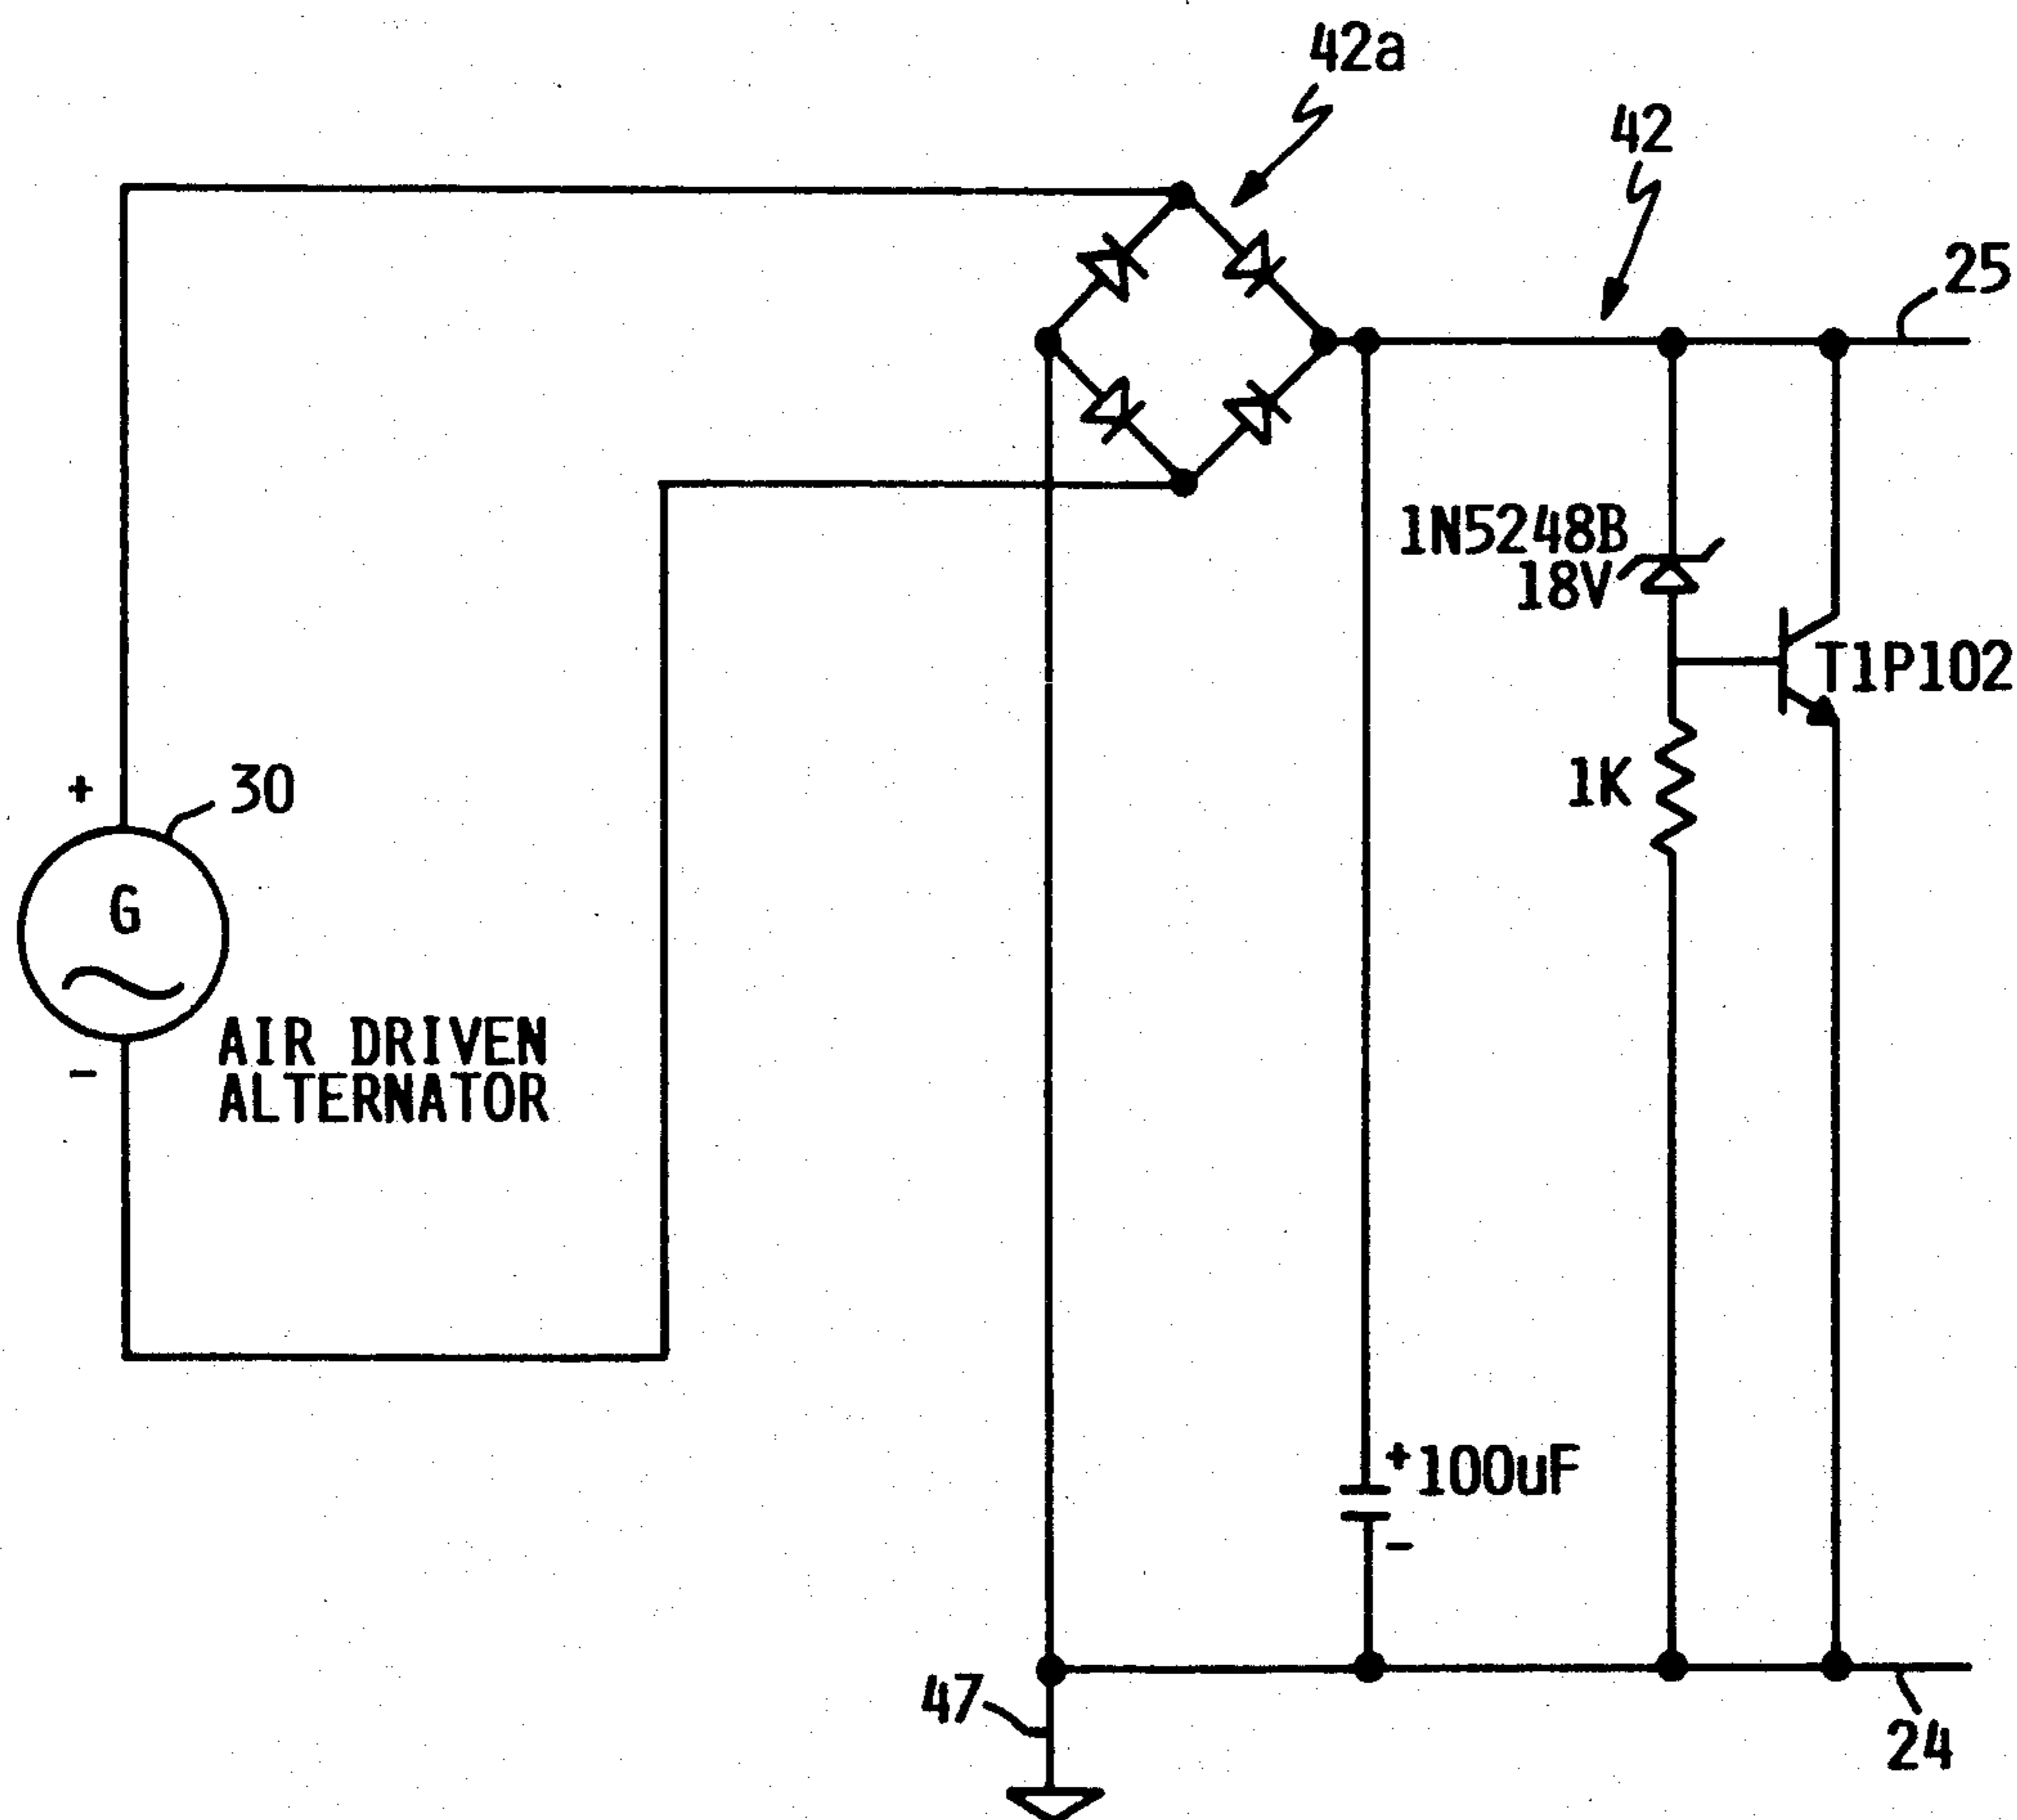 42a
42
25
1N5248B
18V
T1P102
1K
+
30
G
AIR DRIVEN
ALTERNATOR
-
+100uF
-
47
24